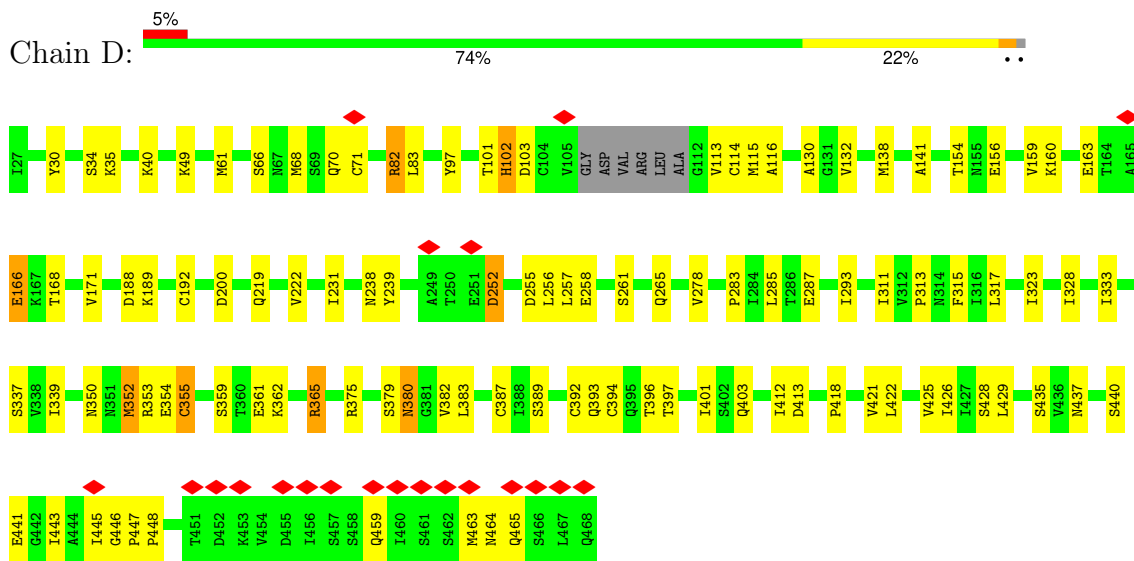 5%
Chain D:
74% 22% • •
I27 Y30 S34 K35 K40 K49 M61 S66 N67 M68 S69 Q70 C71 R82 L83 Y97 T101 H102 D103 C104 V105 GLY ASP VAL ARG LEU ALA G112 V113 C114 M115 A116 A130 G131 V132 M138 A141 T154 N155 E156 V159 K160 E163 T164 A165
E166 K167 T168 V171 D188 K189 C192 D200 Q219 V222 I231 N238 Y239 A249 T250 E251 D252 D255 L256 L257 E258 S261 Q265 V278 P283 I284 L285 T286 E287 I293 I311 V312 P313 N314 F315 I316 L317 I323 I328 I333
S337 V338 I339 N350 N351 M352 R353 E354 C355 S359 T360 E361 K362 R365 R375 S379 N380 G381 V382 L383 C387 I388 S389 C392 Q393 C394 Q395 T396 T397 I401 S402 Q403 I412 D413 P418 V421 L422 V425 I426 I427 S428 L429 S435 V436 N437 S440
E441 G442 I443 A444 I445 G446 P447 P448 T451 D452 K453 V454 D455 I456 S457 S458 Q459 I460 S461 S462 M463 N464 Q465 S466 L467 Q468